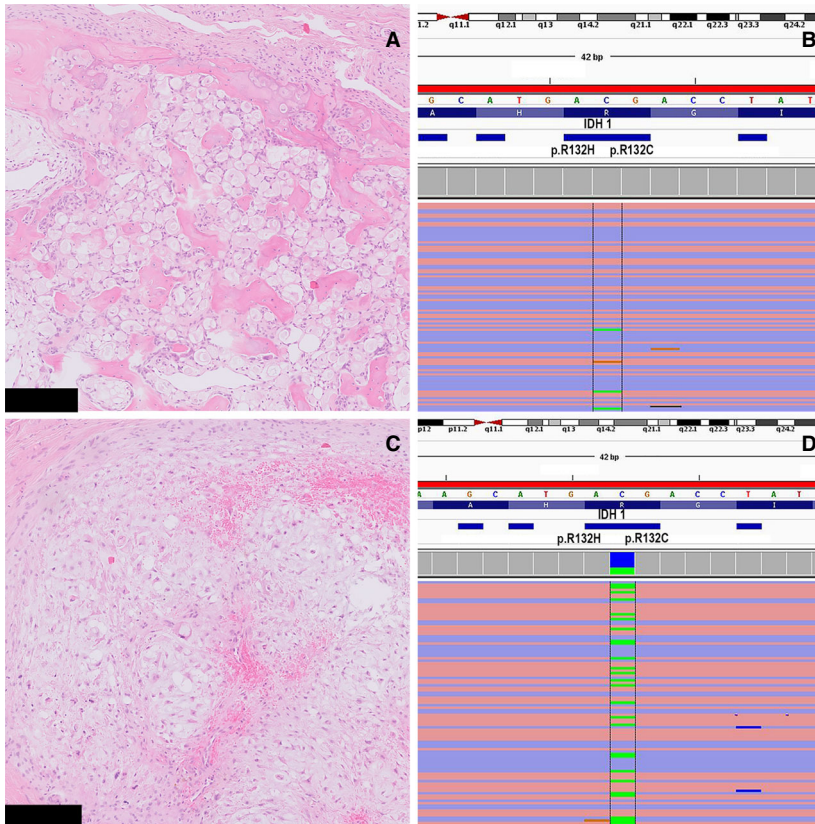 A
1.2 q11.1 q12.1 q13 q14.2 q21.1 q22.1 q22.3 q23.3 q24.2
B
42 bp
G C A T G A C G A C C T A T
A H R G I
IDH 1
p.R132H p.R132C
C
p12 p11.2 q11.1 q12.1 q13 q14.2 q21.1 q22.1 q22.3 q23.3 q24.2
D
42 bp
A A G C A T G A C G A C C T A T
A H R G I
IDH 1
p.R132H p.R132C